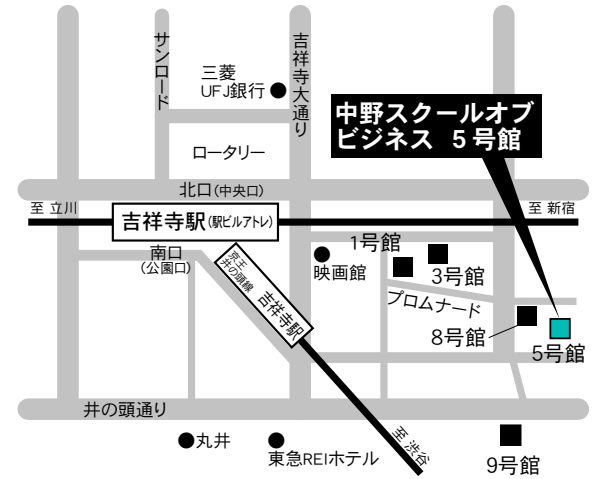 サンロード
吉祥寺大通り
三菱
UFJ銀行
中野スクールオブ
ビジネス 5号館
ロータリー
北口(中央口)
至 立川
吉祥寺駅(駅ビルアトレ)
至 新宿
南口
(公園口)
京王
井の頭線
吉祥寺駅
映画館
1号館
3号館
プロムナード
8号館
5号館
井の頭通り
丸井
東急REIホテル
至 渋谷
9号館